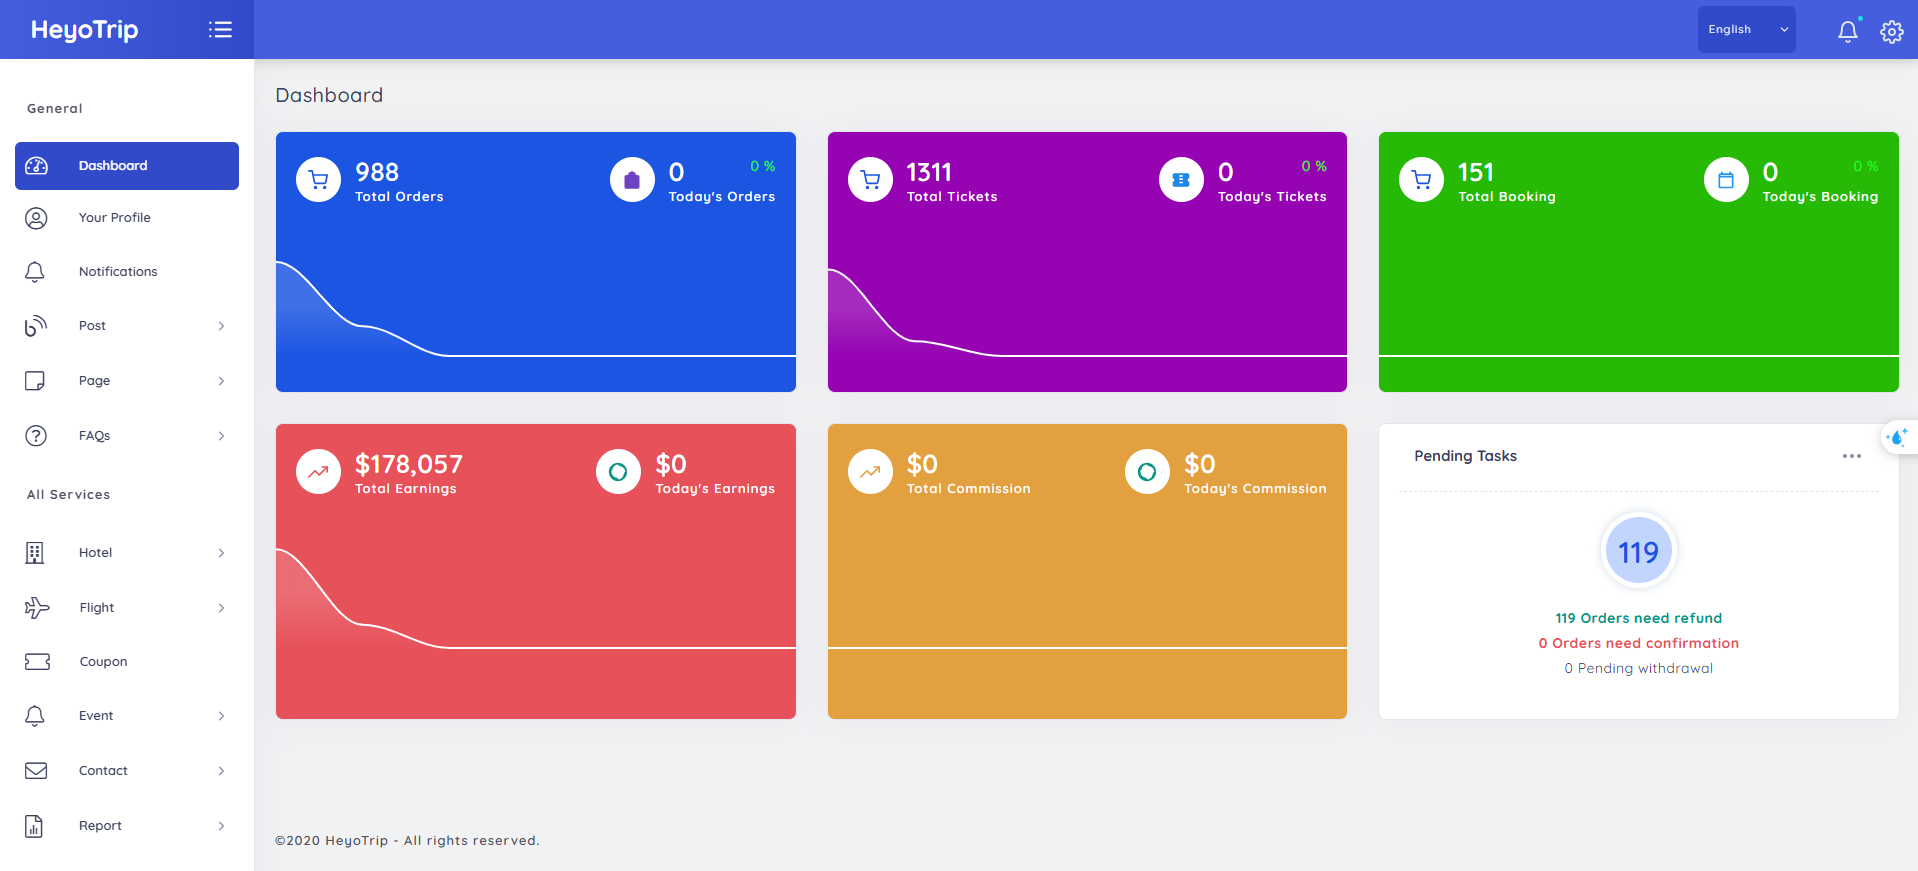 HeyoTrip
English
General
Dashboard
Your Profile
Notifications
Post
Page
FAQs
All Services
Hotel
Flight
Coupon
Event
Contact
Report
Dashboard
988
Total Orders
0
0 %
Today's Orders
1311
Total Tickets
0
0 %
Today's Tickets
151
Total Booking
0
0 %
Today's Booking
$178,057
Total Earnings
$0
Today's Earnings
$0
Total Commission
$0
Today's Commission
Pending Tasks
119
119 Orders need refund
0 Orders need confirmation
0 Pending withdrawal
©2020 HeyoTrip - All rights reserved.